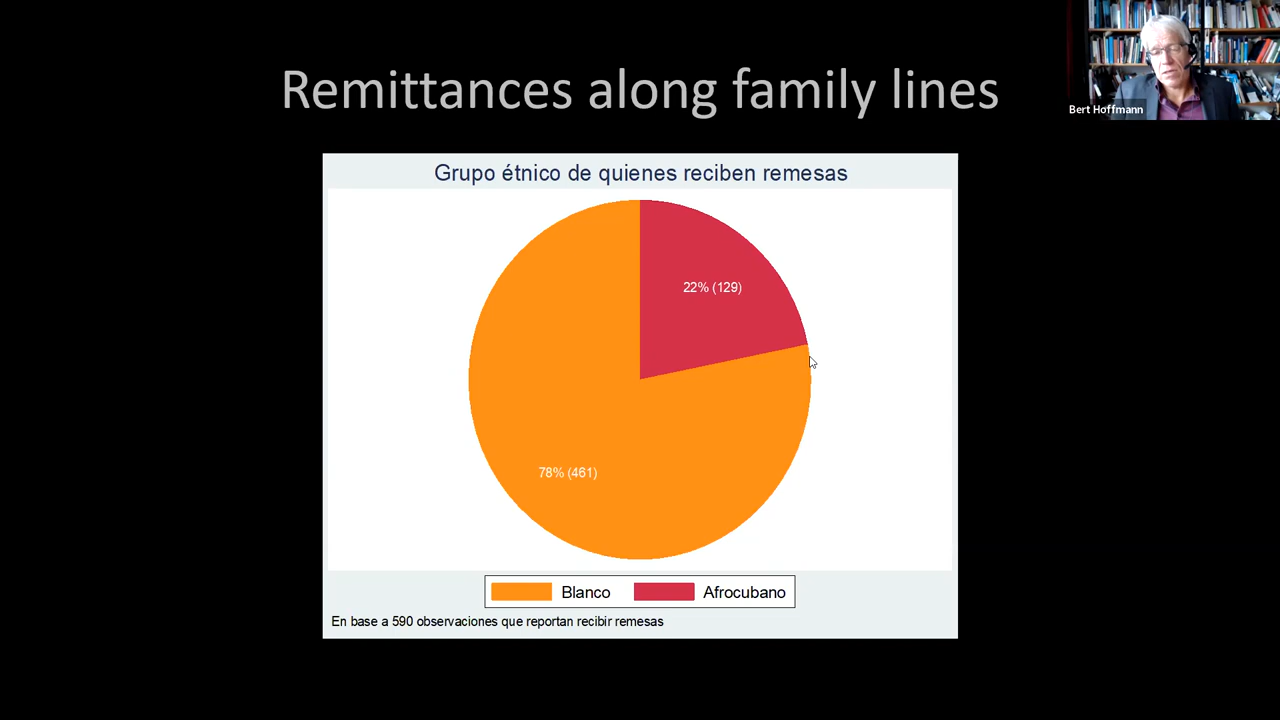 Remittances along family lines
Bert Hoffmann
Grupo étnico de quienes reciben remesas
22% (129)
78% (461)
Blanco
Afrocubano
En base a 590 observaciones que reportan recibir remesas